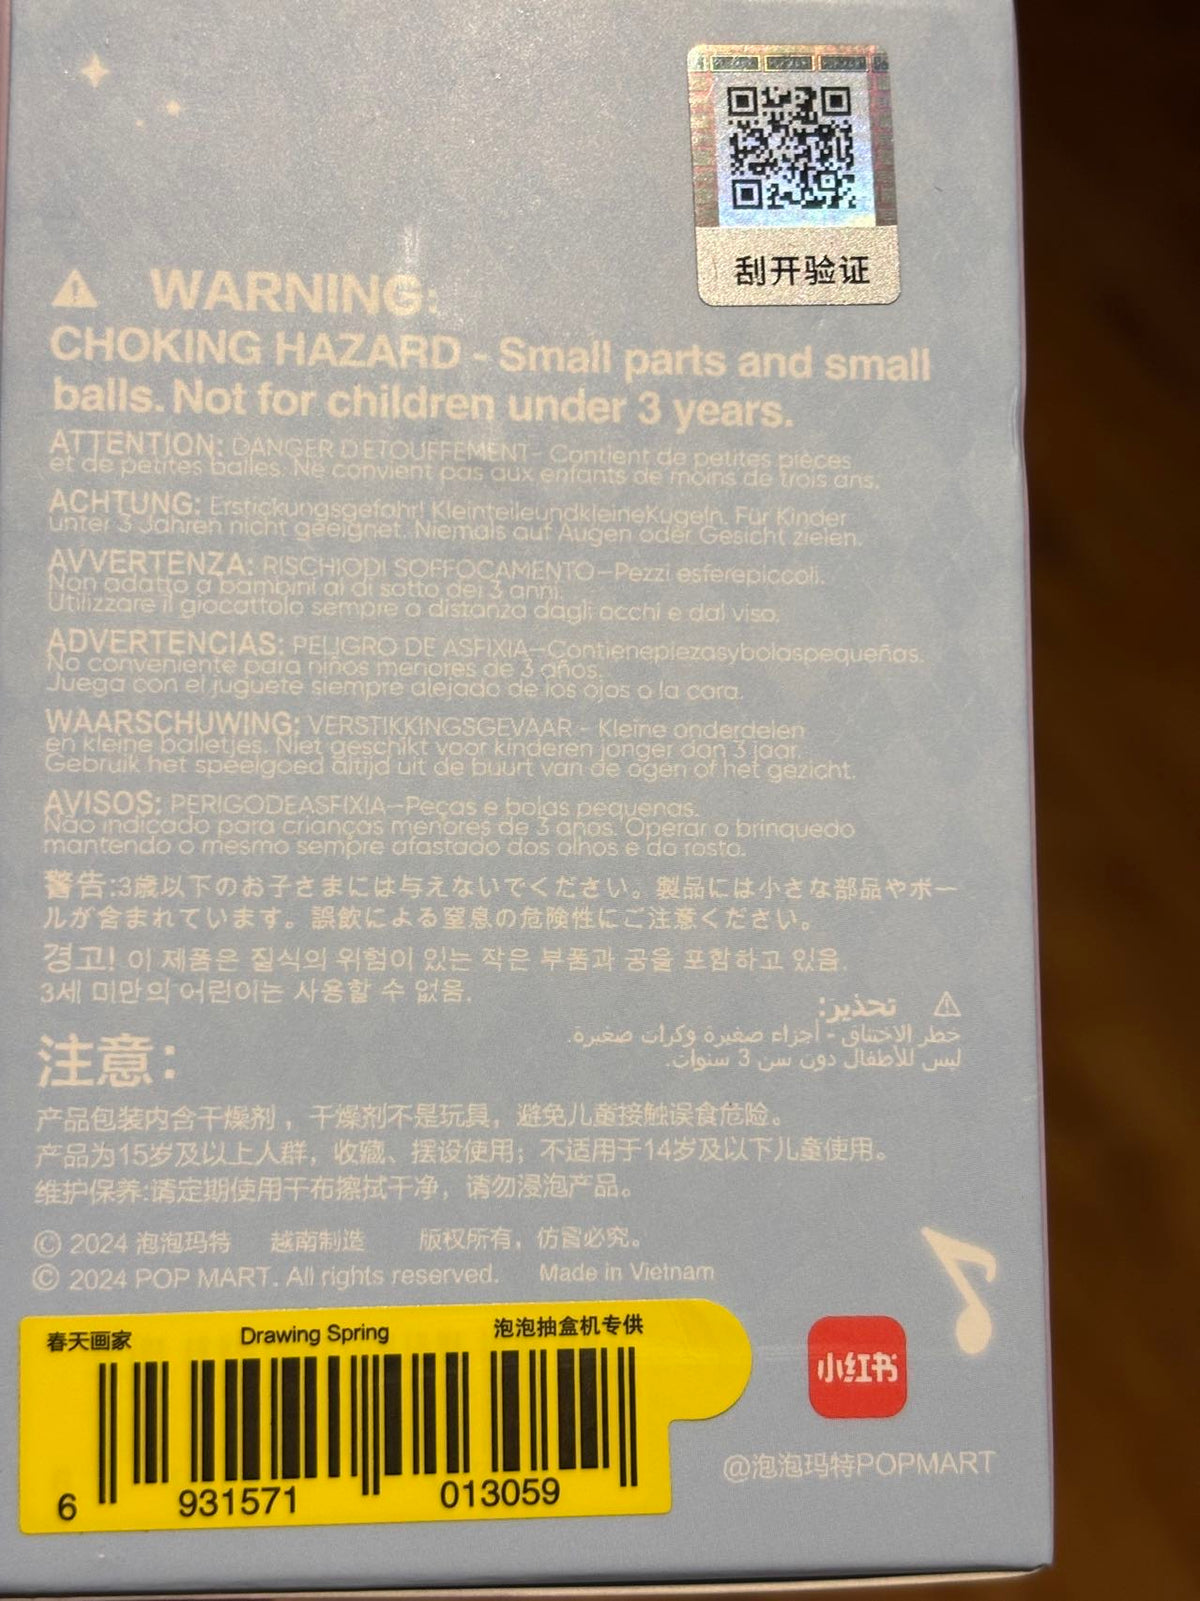 刮开验证
⚠ WARNING:
CHOKING HAZARD - Small parts and small
balls. Not for children under 3 years.
ATTENTION: DANGER D'ETOUFFEMENT- Contient de petites pièces
et de petites balles. Ne convient pas aux enfants de moins de trois ans.
ACHTUNG: Erstickungsgefahr! KleinteileundkleineKugeln. Für Kinder
unter 3 Jahren nicht geeignet. Niemals auf Augen oder Gesicht zielen.
AVVERTENZA: RISCHIODI SOFFOCAMENTO—Pezzi esferepiccoli.
Non adatto a bambini al di sotto dei 3 anni.
Utilizzare il giocattolo sempre a distanza dagli occhi e dal viso.
ADVERTENCIAS: PELIGRO DE ASFIXIA—Contienepiezasybolaspequeñas.
No conveniente para niños menores de 3 años.
Juega con el juguete siempre alejado de los ojos o la cara.
WAARSCHUWING: VERSTIKKINGSGEVAAR - Kleine onderdelen
en kleine balletjes. Niet geschikt voor kinderen jonger dan 3 jaar.
Gebruik het speelgoed altijd uit de buurt van de ogen of het gezicht.
AVISOS: PERIGODEASFIXIA—Peças e bolas pequenas.
Não indicado para crianças menores de 3 anos. Operar o brinquedo
mantendo o mesmo sempre afastado dos olhos e do rosto.
警告:3歳以下のお子さまには与えないでください。製品には小さな部品やボー
ルが含まれています。誤飲による窒息の危険性にご注意ください。
경고! 이 제품은 질식의 위험이 있는 작은 부품과 공을 포함하고 있음.
3세 미만의 어린이는 사용할 수 없음.
⚠ تحذير:
خطر الاختناق - أجزاء صغيرة وكرات صغيرة.
ليس للأطفال دون سن 3 سنوات.
注意：
产品包装内含干燥剂，干燥剂不是玩具，避免儿童接触误食危险。
产品为15岁及以上人群，收藏、摆设使用；不适用于14岁及以下儿童使用。
维护保养:请定期使用干布擦拭干净，请勿浸泡产品。
© 2024 泡泡玛特 越南制造 版权所有，仿冒必究。
© 2024 POP MART. All rights reserved. Made in Vietnam
春天画家 Drawing Spring 泡泡抽盒机专供
6 931571 013059
小红书
@泡泡玛特POPMART